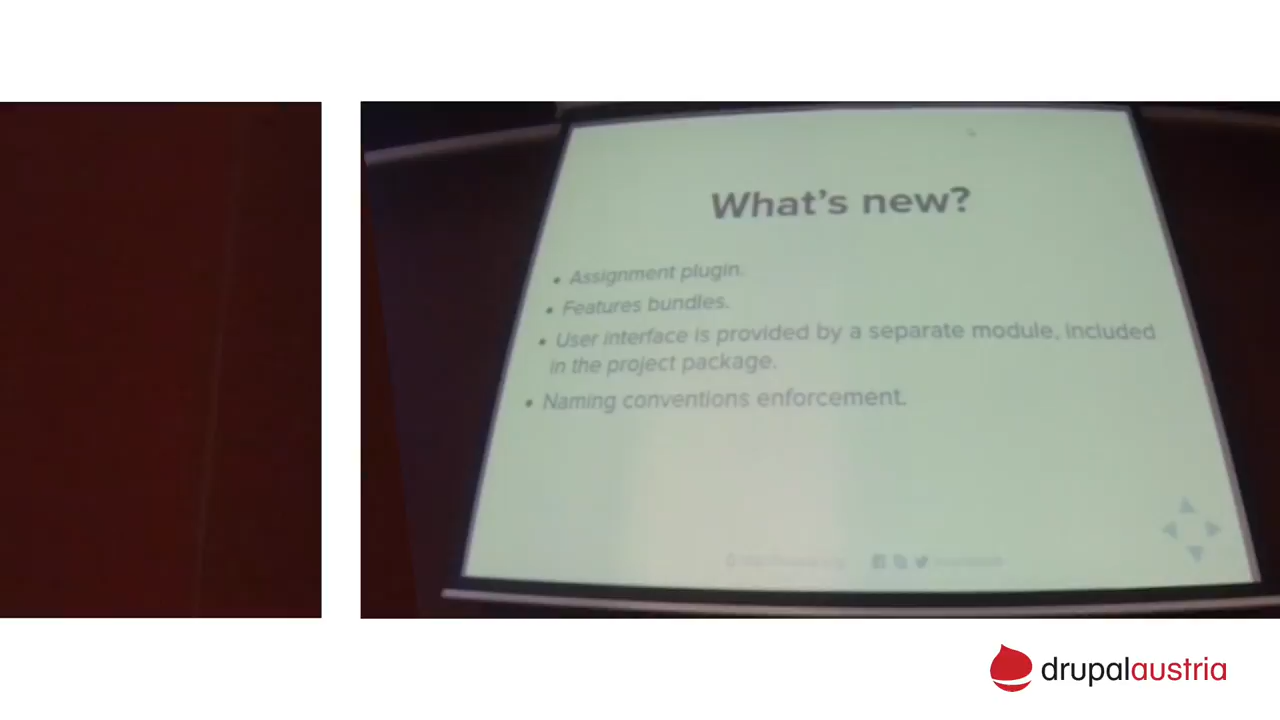 What's new?
• Assignment plugin.
• Features bundles.
• User interface is provided by a separate module, included
in the project package.
• Naming conventions enforcement.
drupalaustria